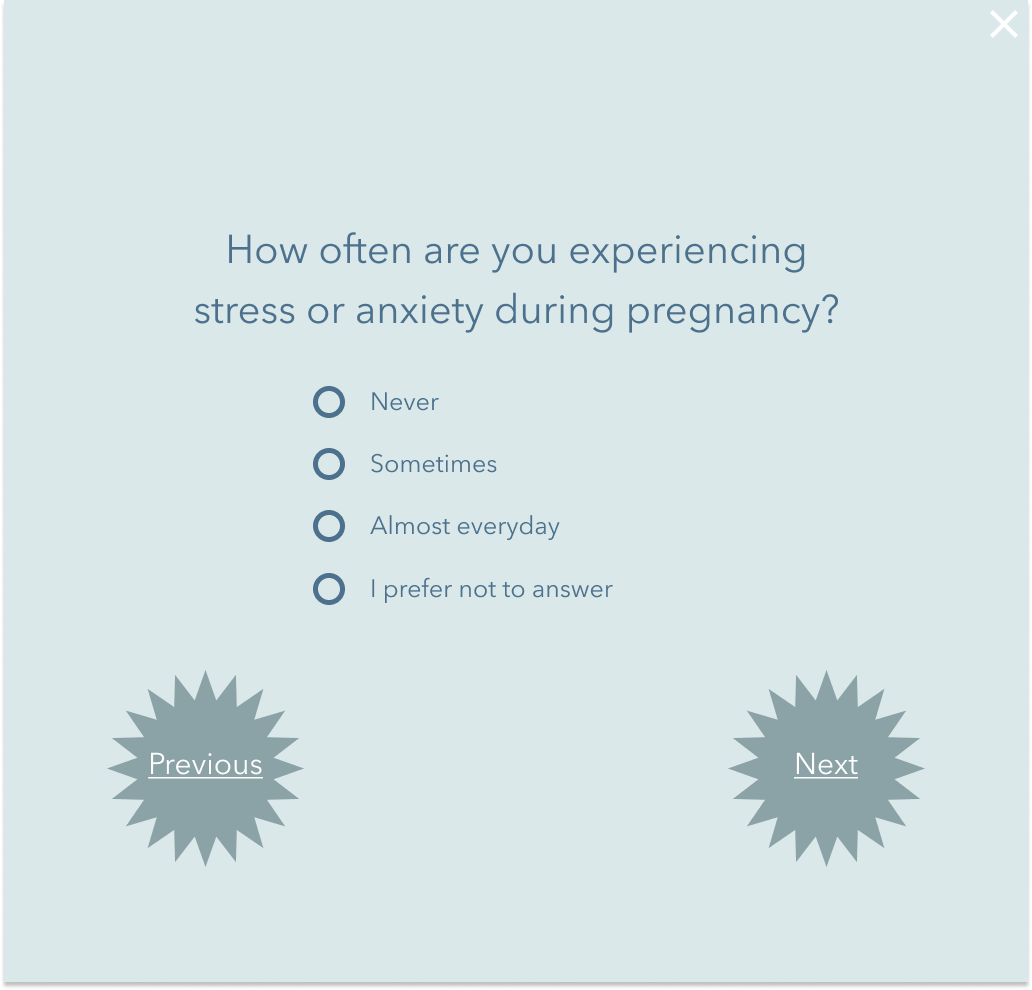 How often are you experiencing
stress or anxiety during pregnancy?
Never
Sometimes
Almost everyday
I prefer not to answer
Previous
Next